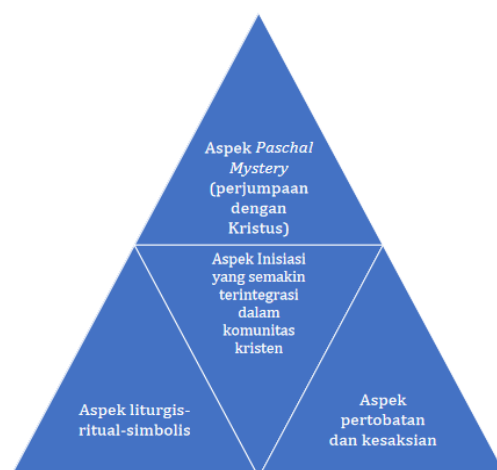 Aspek Paschal
Mystery
(perjumpaan
dengan
Kristus)
Aspek Inisiasi
yang semakin
terintegrasi
dalam
komunitas
kristen
Aspek liturgis-
ritual-simbolis
Aspek
pertobatan
dan kesaksian